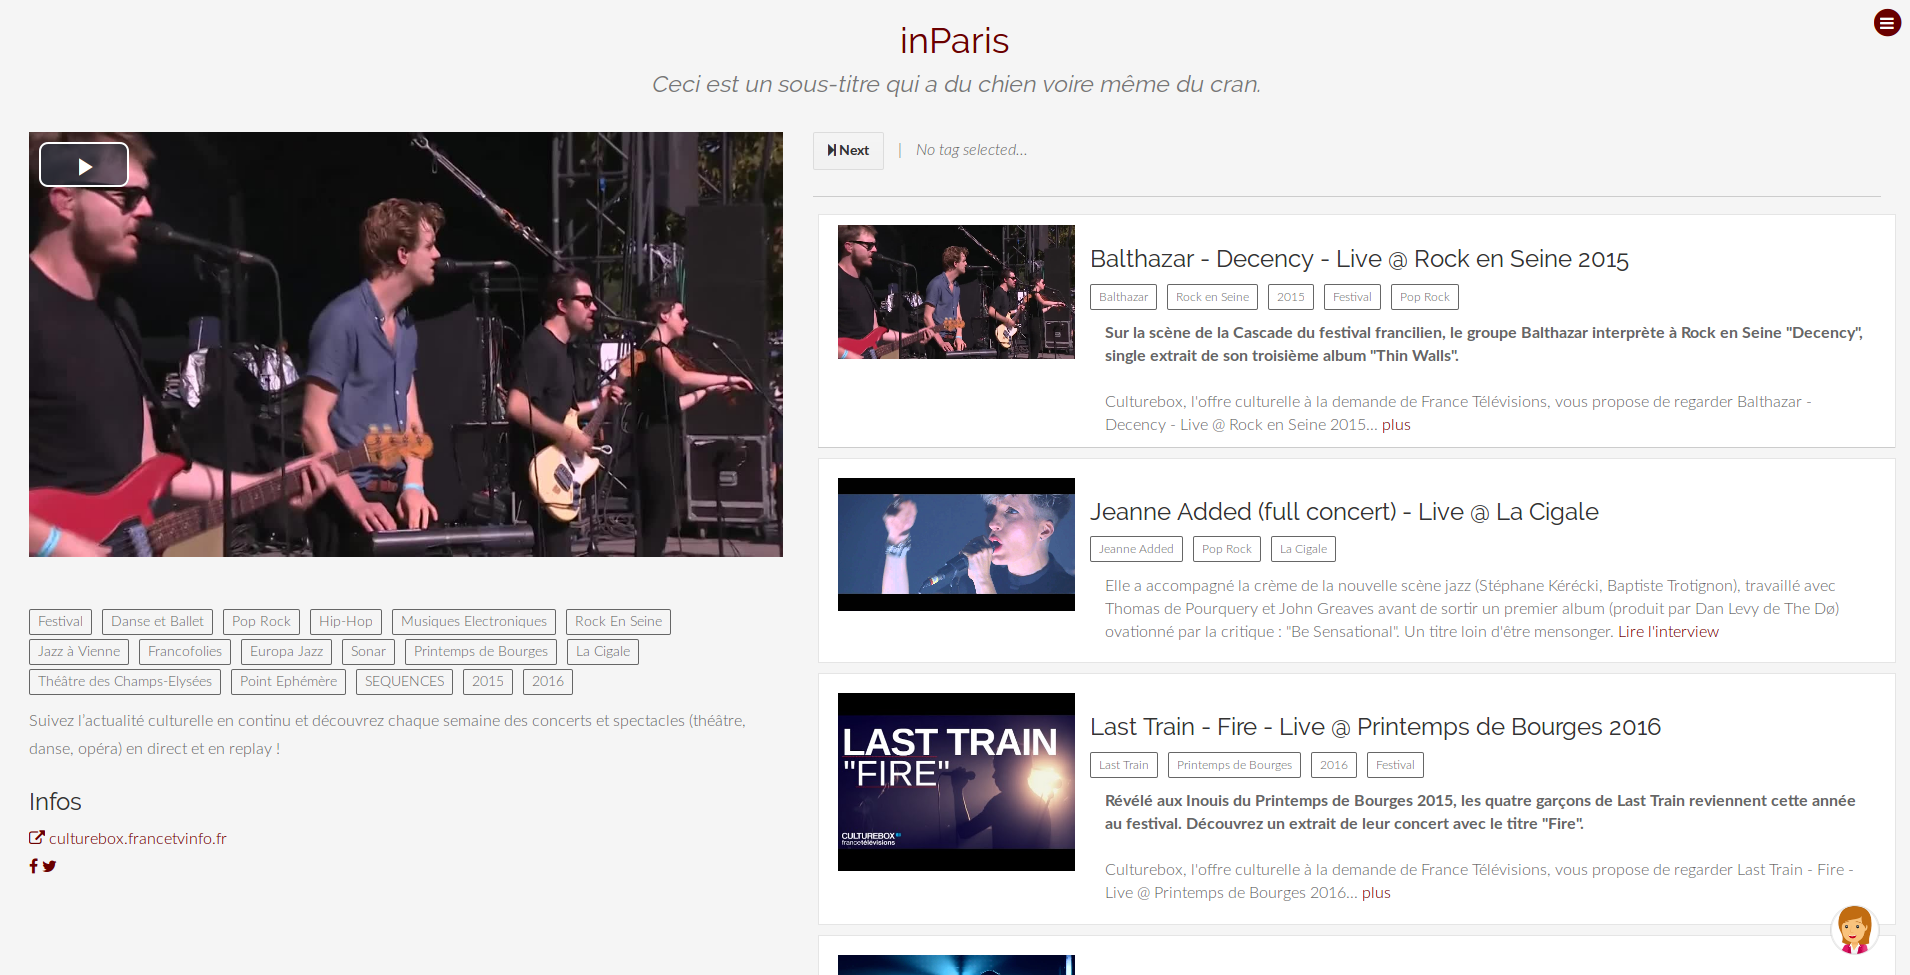 inParis
Ceci est un sous-titre qui a du chien voire même du cran.
Next | No tag selected...
Festival Danse et Ballet Pop Rock Hip-Hop Musiques Electroniques Rock En Seine
Jazz à Vienne Francofolies Europa Jazz Sonar Printemps de Bourges La Cigale
Théâtre des Champs-Elysées Point Ephémère SEQUENCES 2015 2016
Suivez l’actualité culturelle en continu et découvrez chaque semaine des concerts et spectacles (théâtre,
danse, opéra) en direct et en replay !
Infos
culturebox.francetvinfo.fr
Balthazar - Decency - Live @ Rock en Seine 2015
Balthazar Rock en Seine 2015 Festival Pop Rock
Sur la scène de la Cascade du festival francilien, le groupe Balthazar interprète à Rock en Seine "Decency",
single extrait de son troisième album "Thin Walls".
Culturebox, l'offre culturelle à la demande de France Télévisions, vous propose de regarder Balthazar -
Decency - Live @ Rock en Seine 2015... plus
Jeanne Added (full concert) - Live @ La Cigale
Jeanne Added Pop Rock La Cigale
Elle a accompagné la crème de la nouvelle scène jazz (Stéphane Kérécki, Baptiste Trotignon), travaillé avec
Thomas de Pourquery et John Greaves avant de sortir un premier album (produit par Dan Levy de The Dø)
ovationné par la critique : "Be Sensational". Un titre loin d'être mensonger. Lire l'interview
LAST TRAIN
"FIRE"
CULTUREBOX
francetélévisions
Last Train - Fire - Live @ Printemps de Bourges 2016
Last Train Printemps de Bourges 2016 Festival
Révélé aux Inouis du Printemps de Bourges 2015, les quatre garçons de Last Train reviennent cette année
au festival. Découvrez un extrait de leur concert avec le titre "Fire".
Culturebox, l'offre culturelle à la demande de France Télévisions, vous propose de regarder Last Train - Fire -
Live @ Printemps de Bourges 2016... plus